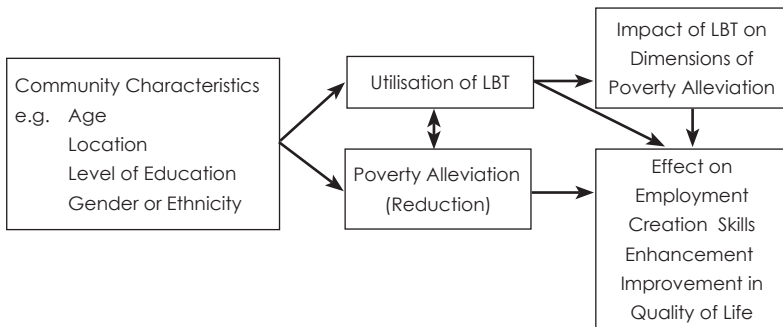 Community Characteristics
e.g. Age
Location
Level of Education
Gender or Ethnicity
Utilisation of LBT
Poverty Alleviation
(Reduction)
Impact of LBT on
Dimensions of
Poverty Alleviation
Effect on
Employment
Creation Skills
Enhancement
Improvement in
Quality of Life